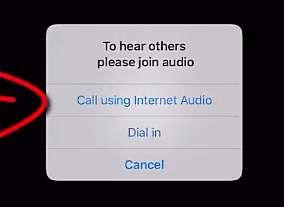 To hear others
please join audio
Call using Internet Audio
Dial in
Cancel